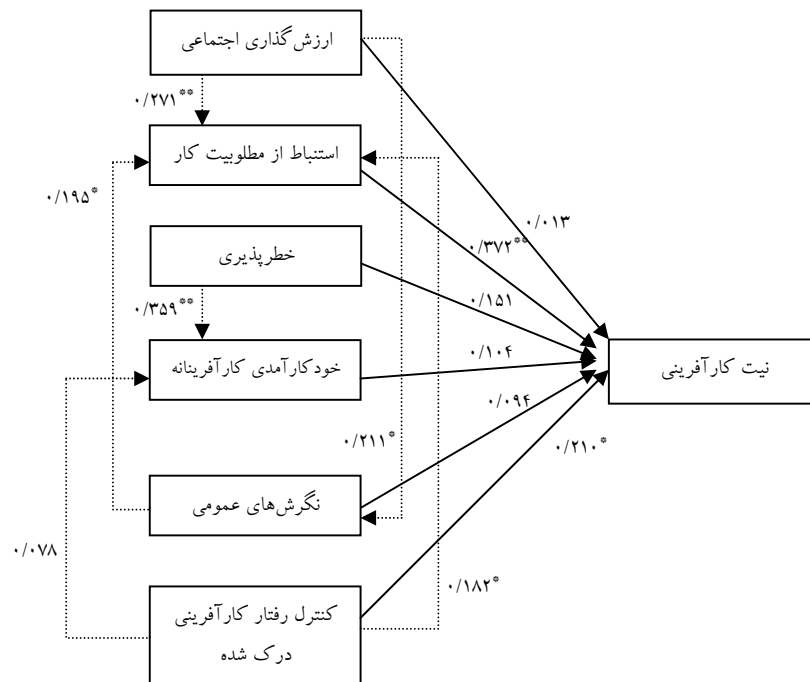 ارزش‌گذاری اجتماعی
۰/۲۷۱**
استنباط از مطلوبیت کار
۰/۱۹۵*
۰/۰۱۳
۰/۳۷۲**
خطرپذیری
۰/۱۵۱
۰/۳۵۹**
۰/۱۰۴
خودکارآمدی کارآفرینانه
نیت کارآفرینی
۰/۰۹۴
۰/۲۱۱*
۰/۲۱۰*
نگرش‌های عمومی
۰/۰۷۸
۰/۱۸۲*
کنترل رفتار کارآفرینی
درک شده